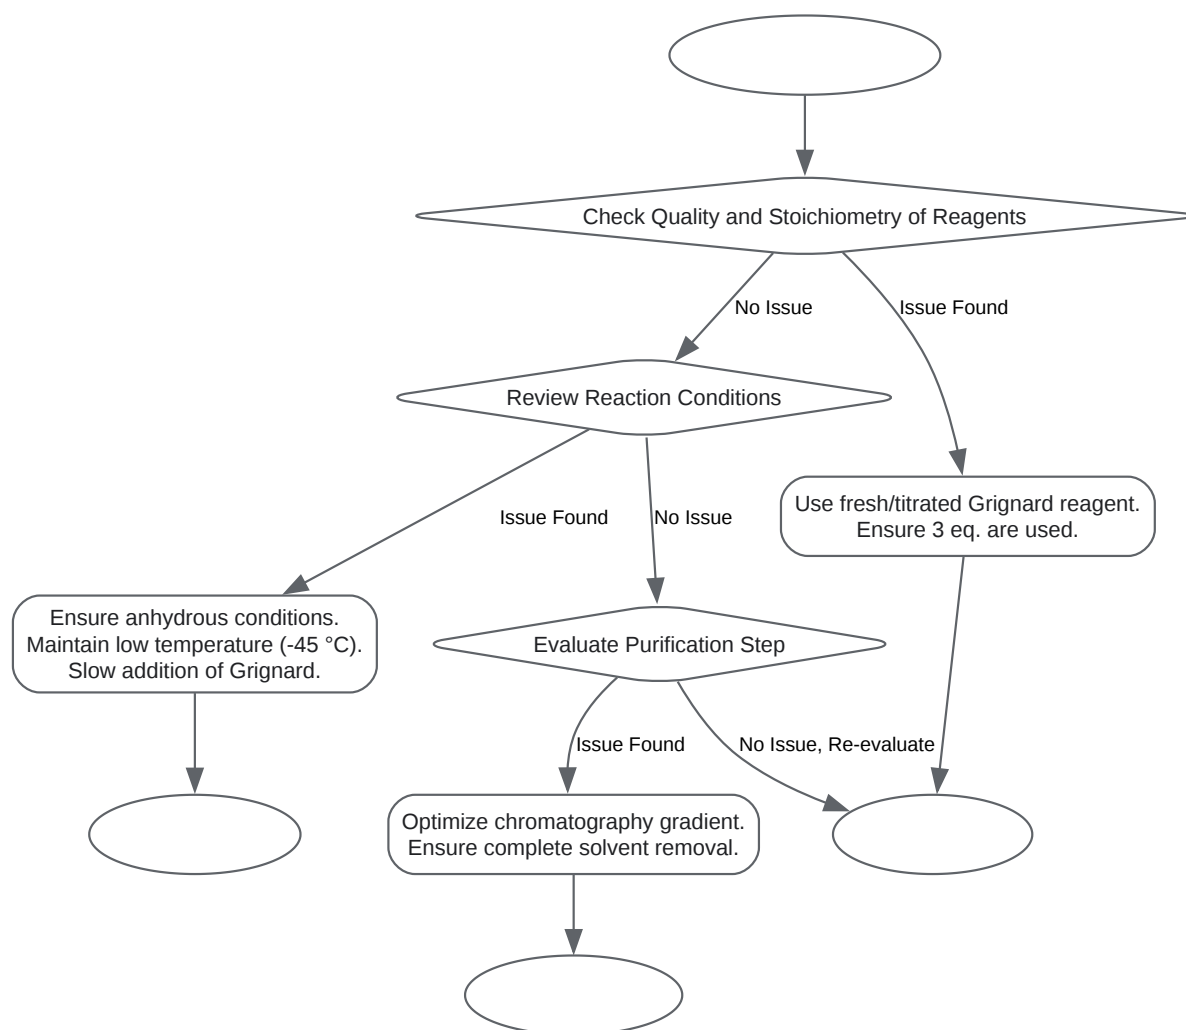 Check Quality and Stoichiometry of Reagents
No Issue
Issue Found
Review Reaction Conditions
Use fresh/titrated Grignard reagent.
Ensure 3 eq. are used.
Issue Found
No Issue
Ensure anhydrous conditions.
Maintain low temperature (-45 °C).
Slow addition of Grignard.
Evaluate Purification Step
Issue Found
No Issue, Re-evaluate
Optimize chromatography gradient.
Ensure complete solvent removal.